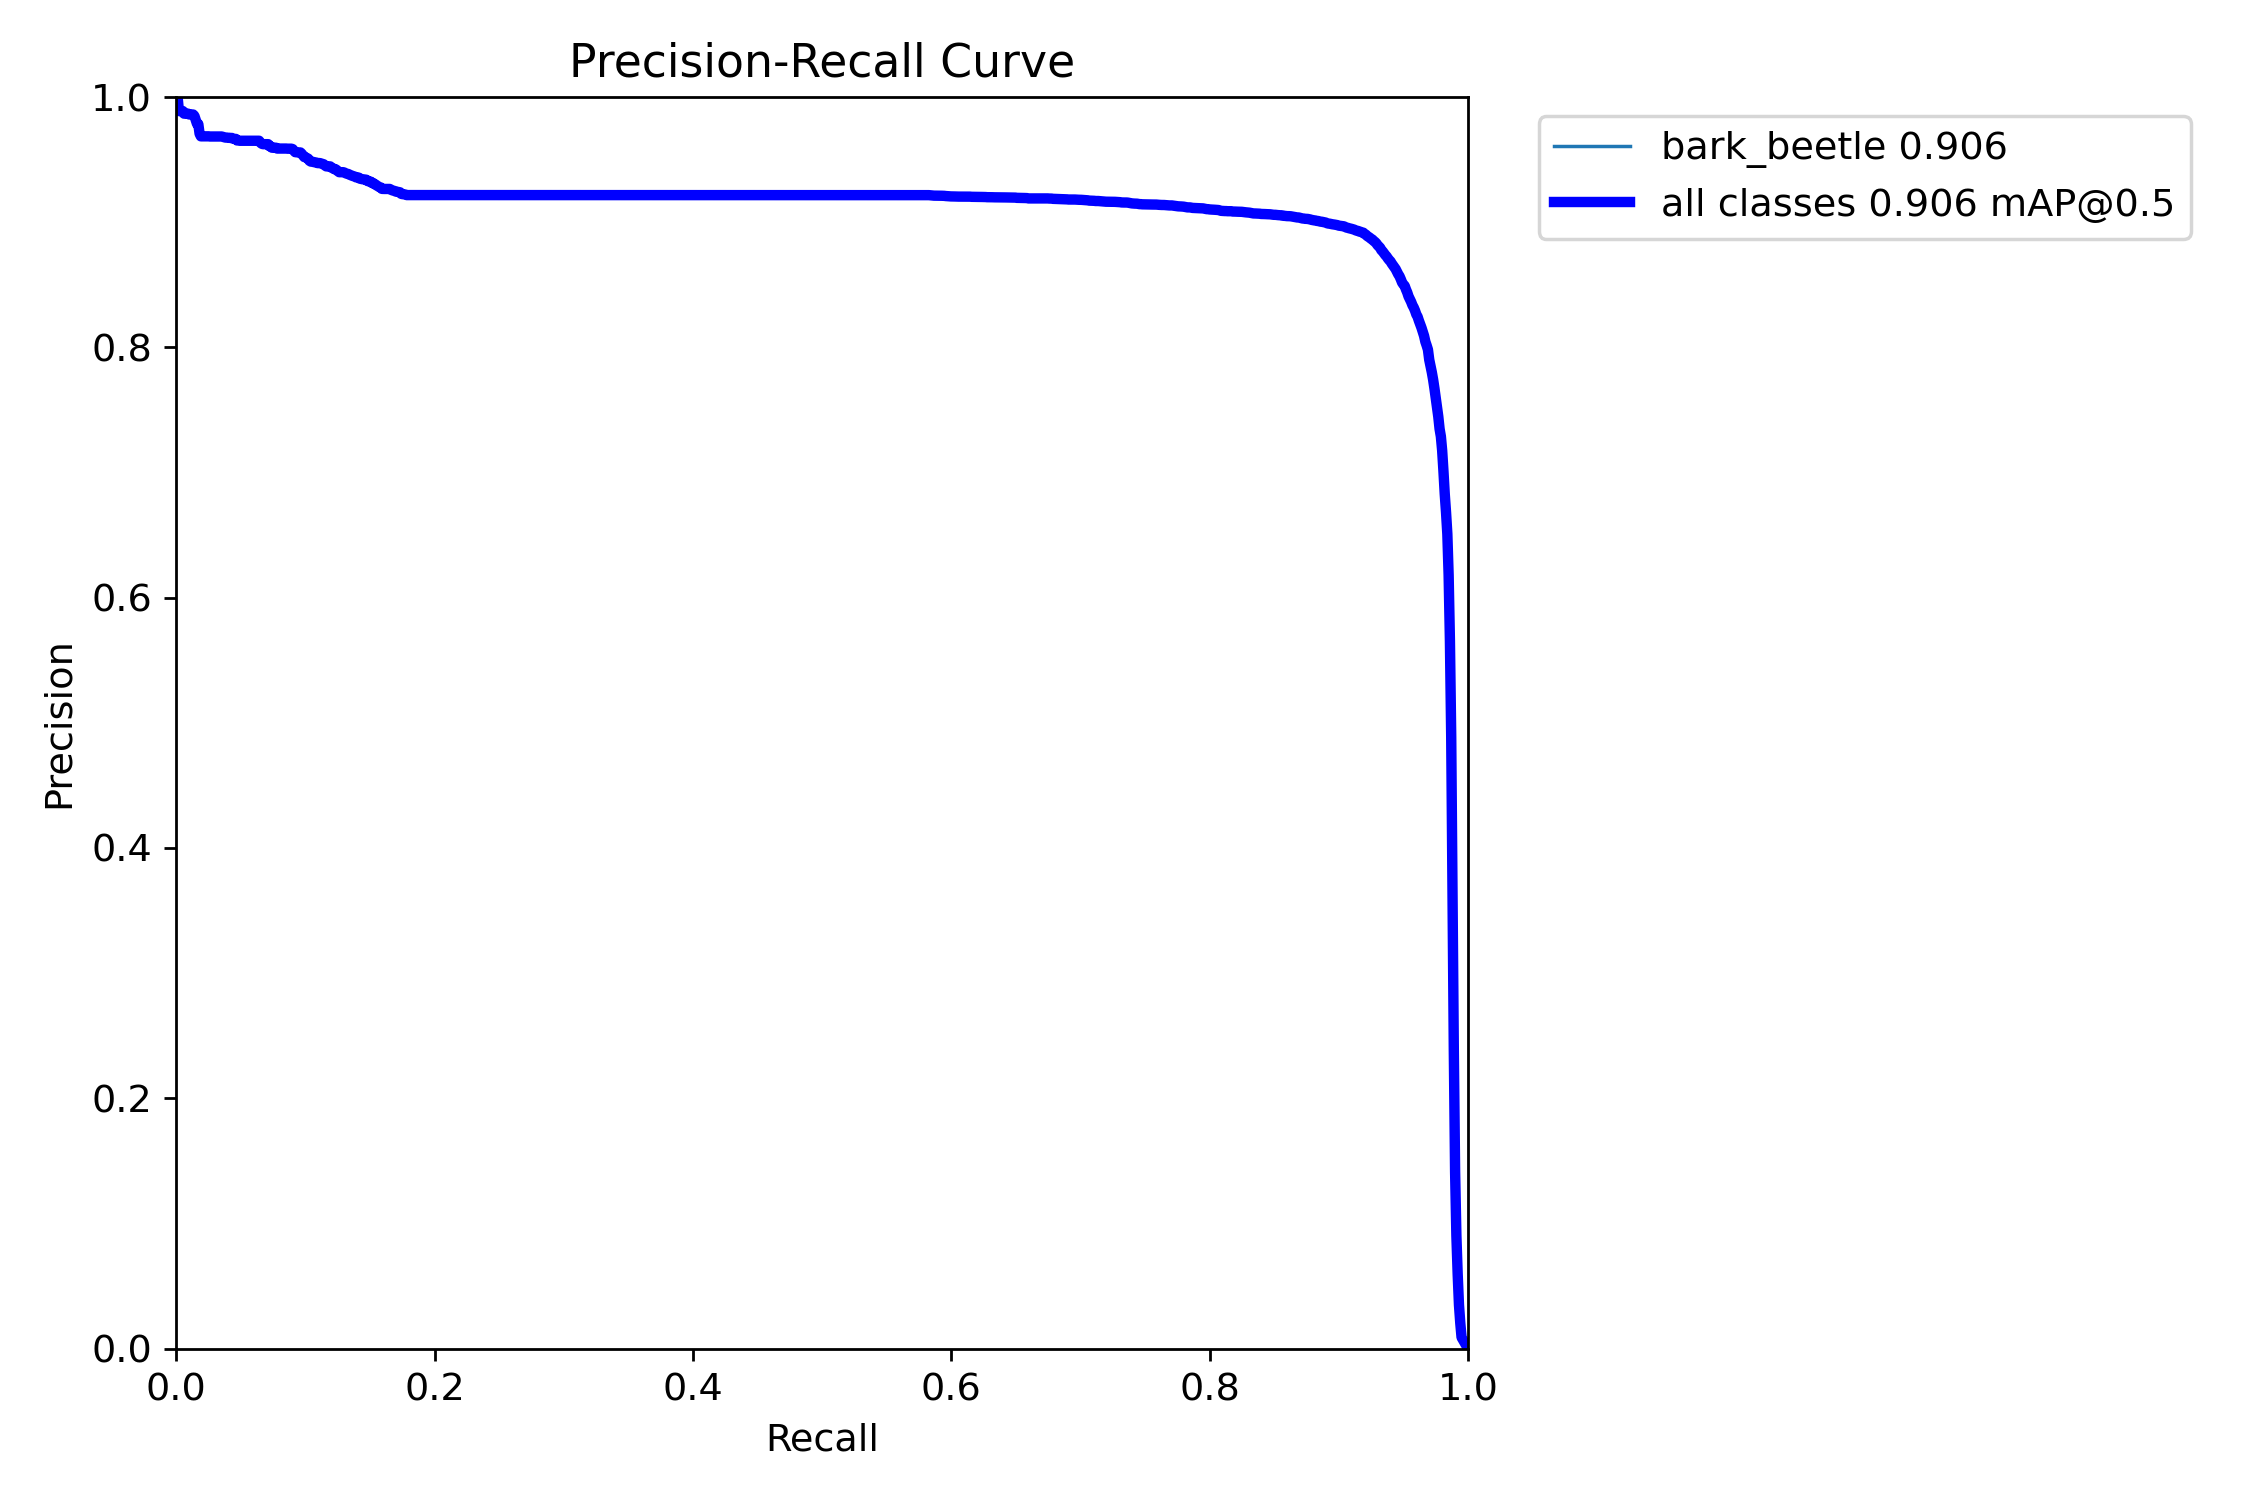 Precision-Recall Curve
1.0
0.8
0.6
0.4
0.2
0.0
Precision
0.0 0.2 0.4 0.6 0.8 1.0
Recall
bark_beetle 0.906
all classes 0.906 mAP@0.5